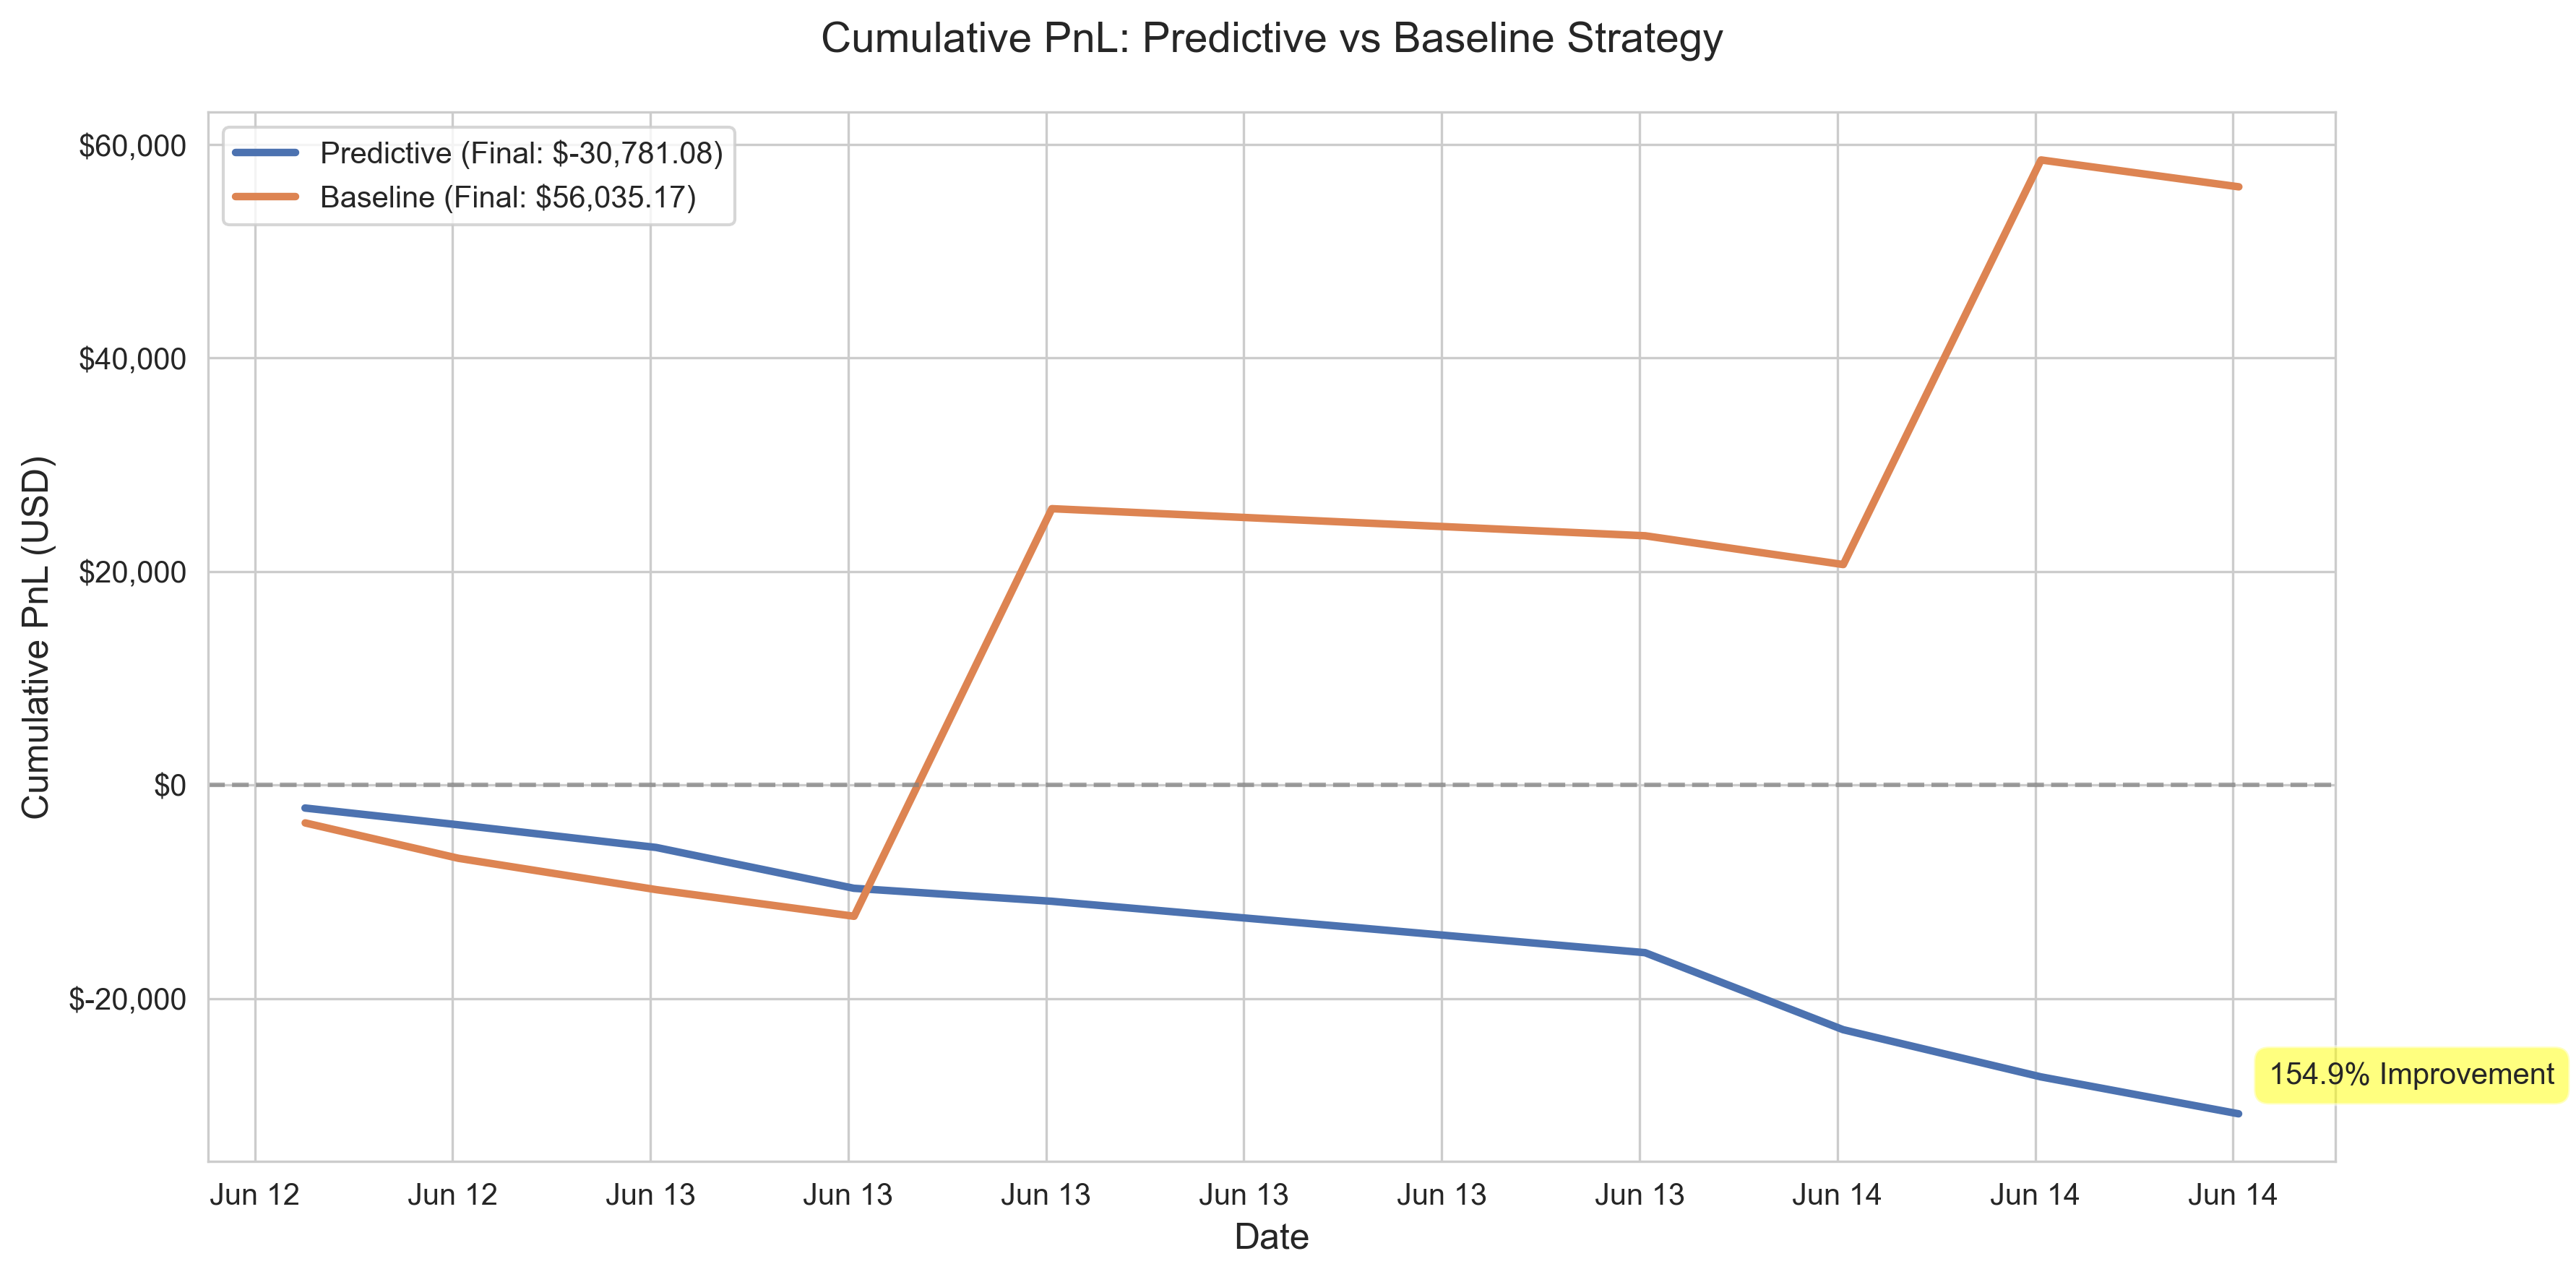 Cumulative PnL: Predictive vs Baseline Strategy
Predictive (Final: $-30,781.08)
Baseline (Final: $56,035.17)
$60,000
$40,000
$20,000
$0
$-20,000
Cumulative PnL (USD)
154.9% Improvement
Jun 12 Jun 12 Jun 13 Jun 13 Jun 13 Jun 13 Jun 13 Jun 13 Jun 14 Jun 14 Jun 14
Date